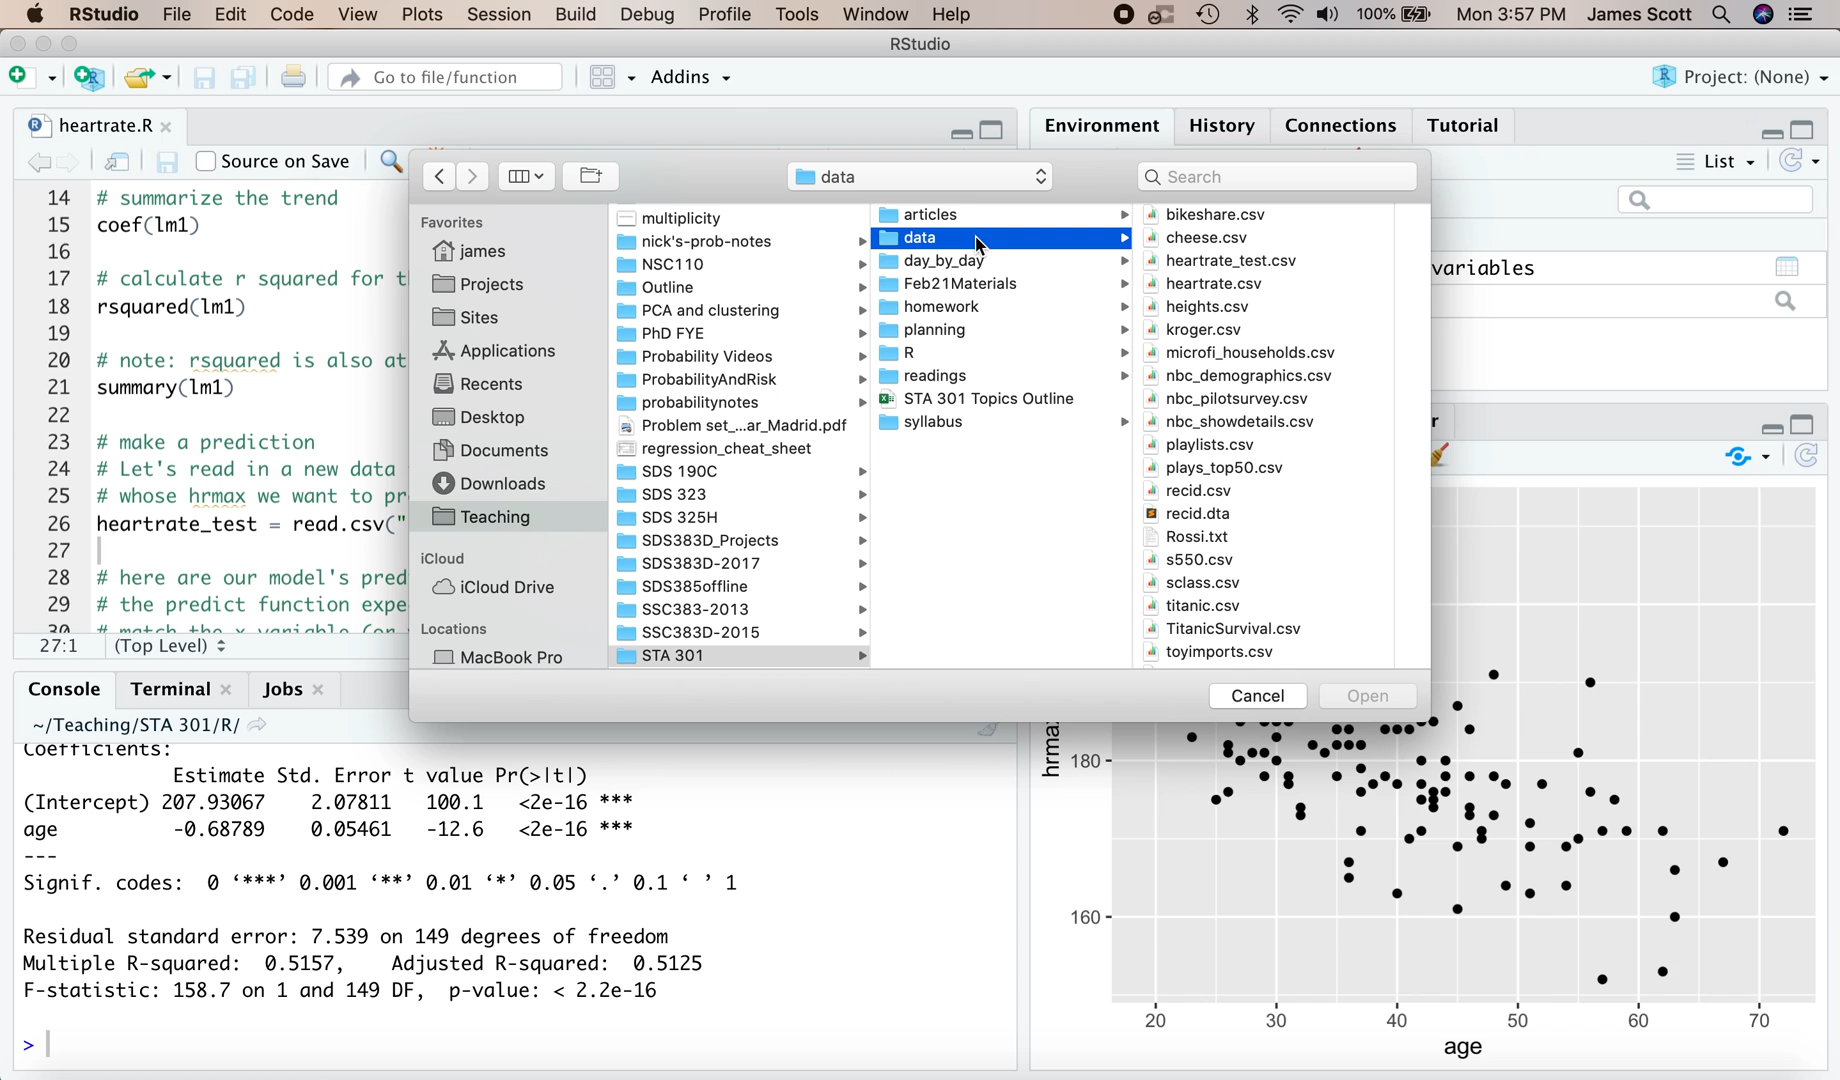 RStudio File Edit Code View Plots Session Build Debug Profile Tools Window Help 100% Mon 3:57 PM James Scott
RStudio
Go to file/function Addins Project: (None)
heartrate.R
Source on Save
14 # summarize the trend
15 coef(lm1)
16
17 # calculate r squared for t
18 rsquared(lm1)
19
20 # note: rsquared is also at
21 summary(lm1)
22
23 # make a prediction
24 # Let's read in a new data
25 # whose hrmax we want to pr
26 heartrate_test = read.csv("
27
28 # here are our model's pred
29 # the predict function expe
30 # match the x variable (or
27:1 (Top Level)
Environment History Connections Tutorial
List
variables
r
data
Search
Favorites
james
Projects
Sites
Applications
Recents
Desktop
Documents
Downloads
Teaching
iCloud
iCloud Drive
Locations
MacBook Pro
multiplicity
nick's-prob-notes
NSC110
Outline
PCA and clustering
PhD FYE
Probability Videos
ProbabilityAndRisk
probabilitynotes
Problem set_...ar_Madrid.pdf
regression_cheat_sheet
SDS 190C
SDS 323
SDS 325H
SDS383D_Projects
SDS383D-2017
SDS385offline
SSC383-2013
SSC383D-2015
STA 301
articles
data
day_by_day
Feb21Materials
homework
planning
R
readings
STA 301 Topics Outline
syllabus
bikeshare.csv
cheese.csv
heartrate_test.csv
heartrate.csv
heights.csv
kroger.csv
microfi_households.csv
nbc_demographics.csv
nbc_pilotsurvey.csv
nbc_showdetails.csv
playlists.csv
plays_top50.csv
recid.csv
recid.dta
Rossi.txt
s550.csv
sclass.csv
titanic.csv
TitanicSurvival.csv
toyimports.csv
Cancel Open
Console Terminal Jobs
~/Teaching/STA 301/R/
Coefficients:
Estimate Std. Error t value Pr(>|t|)
(Intercept) 207.93067 2.07811 100.1 <2e-16 ***
age -0.68789 0.05461 -12.6 <2e-16 ***
---
Signif. codes: 0 ‘***’ 0.001 ‘**’ 0.01 ‘*’ 0.05 ‘.’ 0.1 ‘ ’ 1
Residual standard error: 7.539 on 149 degrees of freedom
Multiple R-squared: 0.5157, Adjusted R-squared: 0.5125
F-statistic: 158.7 on 1 and 149 DF, p-value: < 2.2e-16
>
hrmax
180
160
20 30 40 50 60 70
age